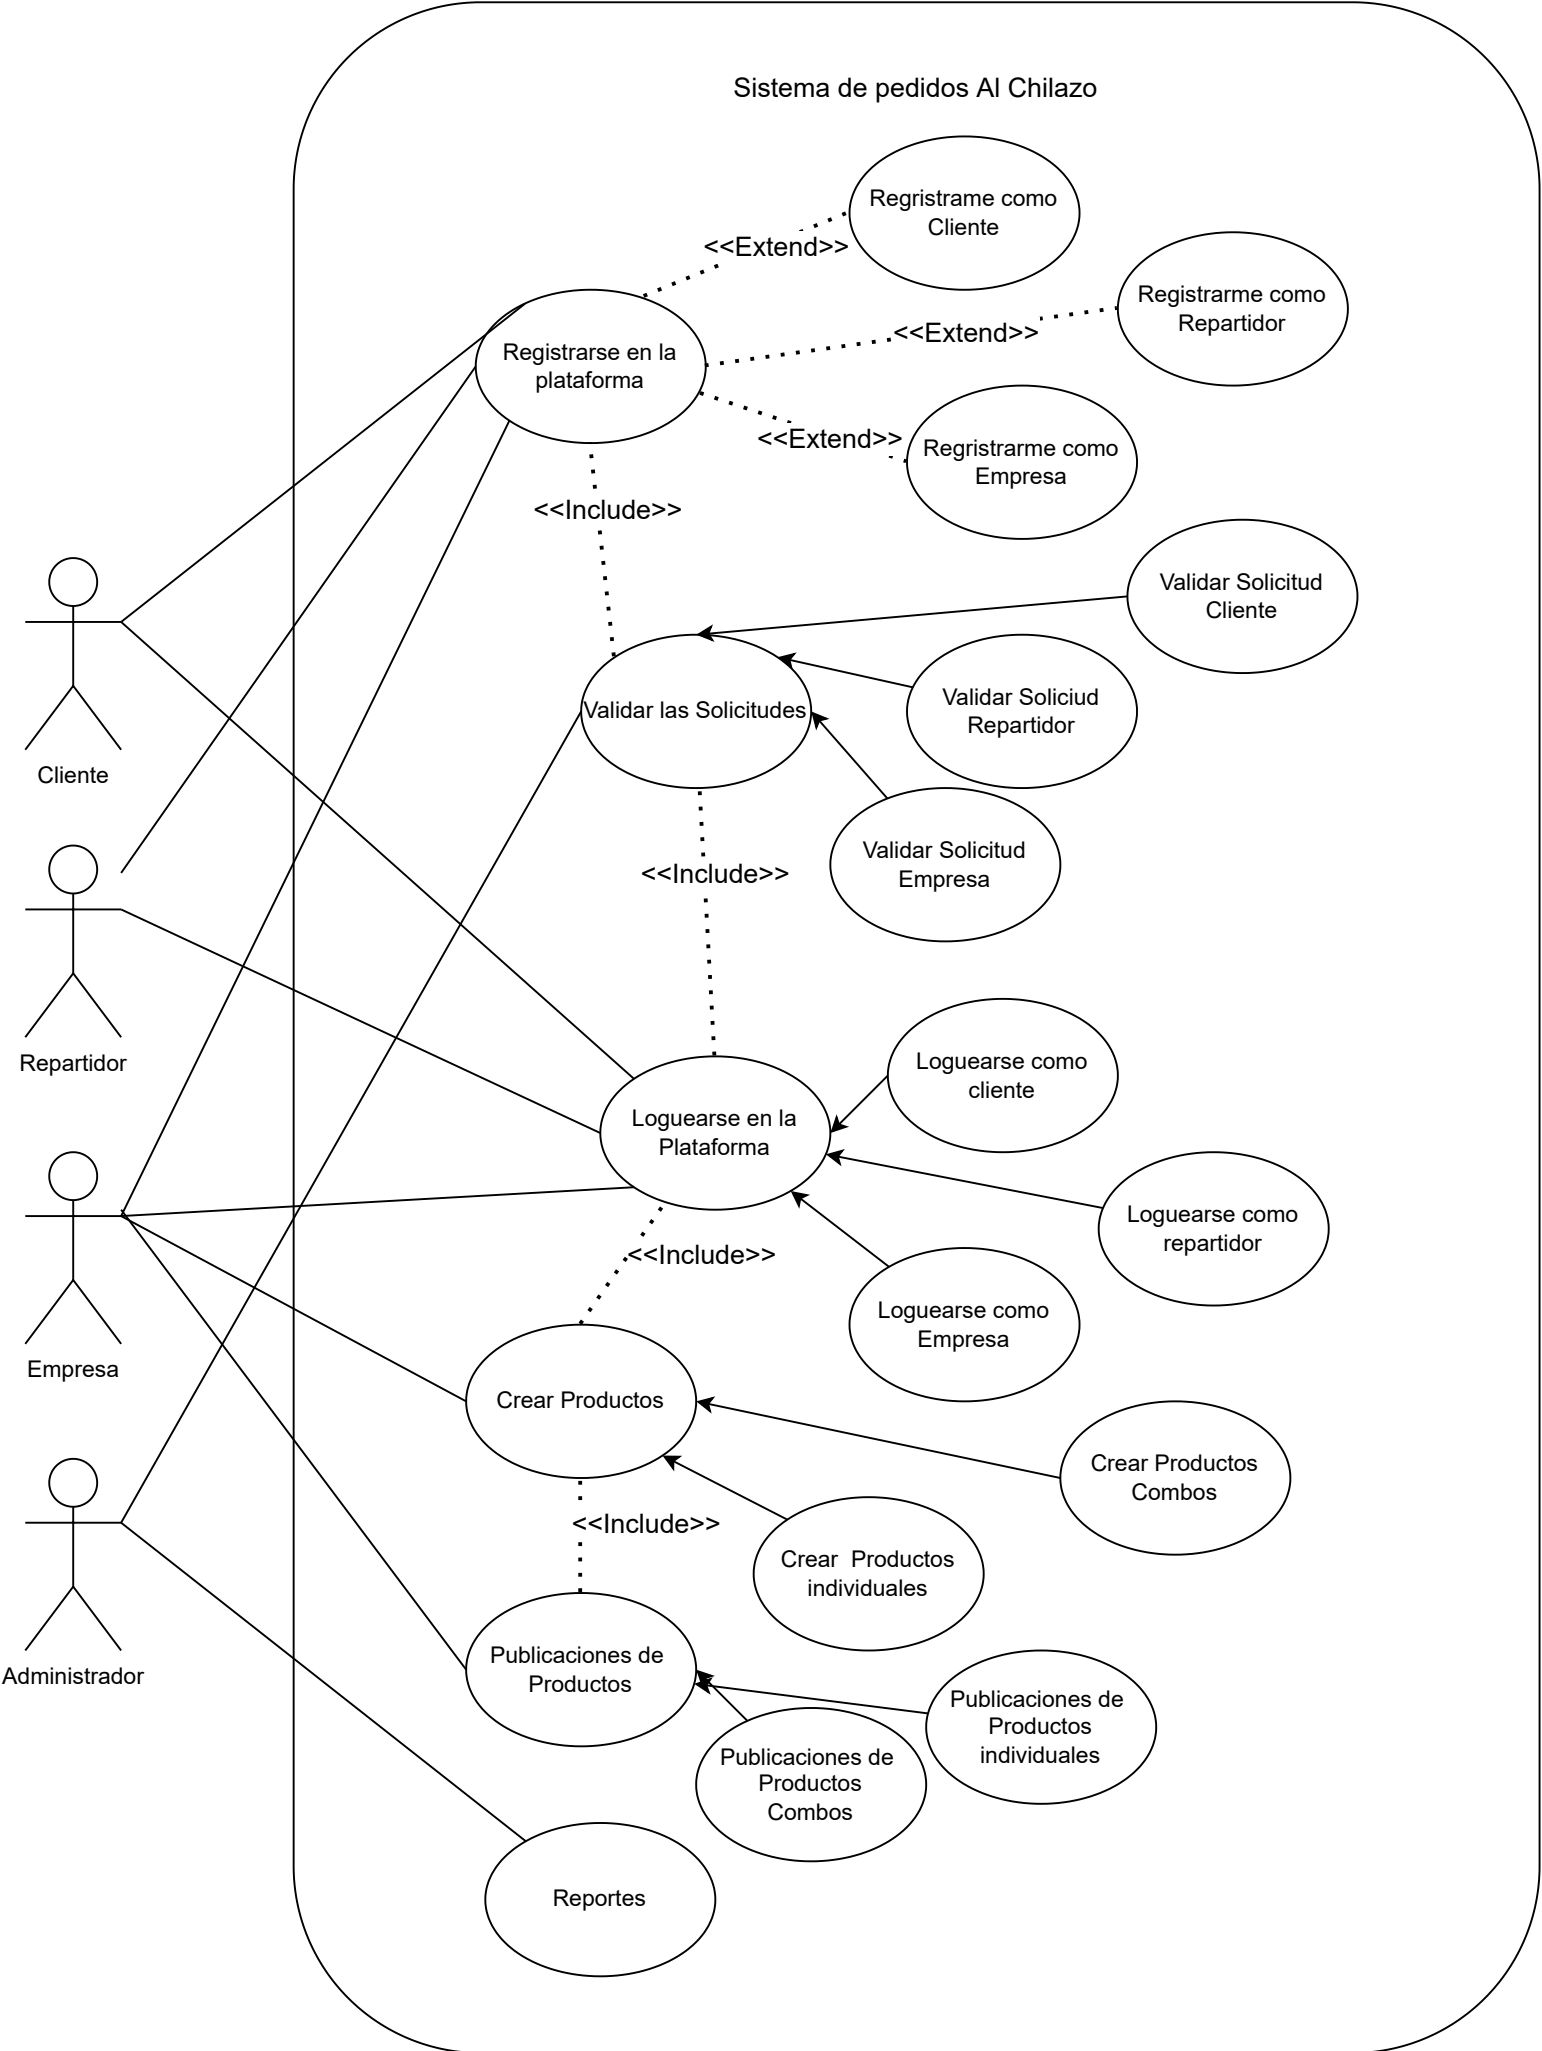 Sistema de pedidos Al Chilazo
Regristrame como
Cliente
<<Extend>>
Registrarme como
Repartidor
<<Extend>>
Registrarse en la
plataforma
<<Extend>>
Regristrarme como
Empresa
<<Include>>
Validar Solicitud
Cliente
Validar las Solicitudes
Validar Soliciud
Repartidor
Cliente
Validar Solicitud
Empresa
<<Include>>
Repartidor
Loguearse como
cliente
Loguearse en la
Plataforma
Loguearse como
repartidor
<<Include>>
Loguearse como
Empresa
Empresa
Crear Productos
Crear Productos
Combos
<<Include>>
Crear  Productos
individuales
Publicaciones de
Productos
Administrador
Publicaciones de
Productos
individuales
Publicaciones de
Productos
Combos
Reportes